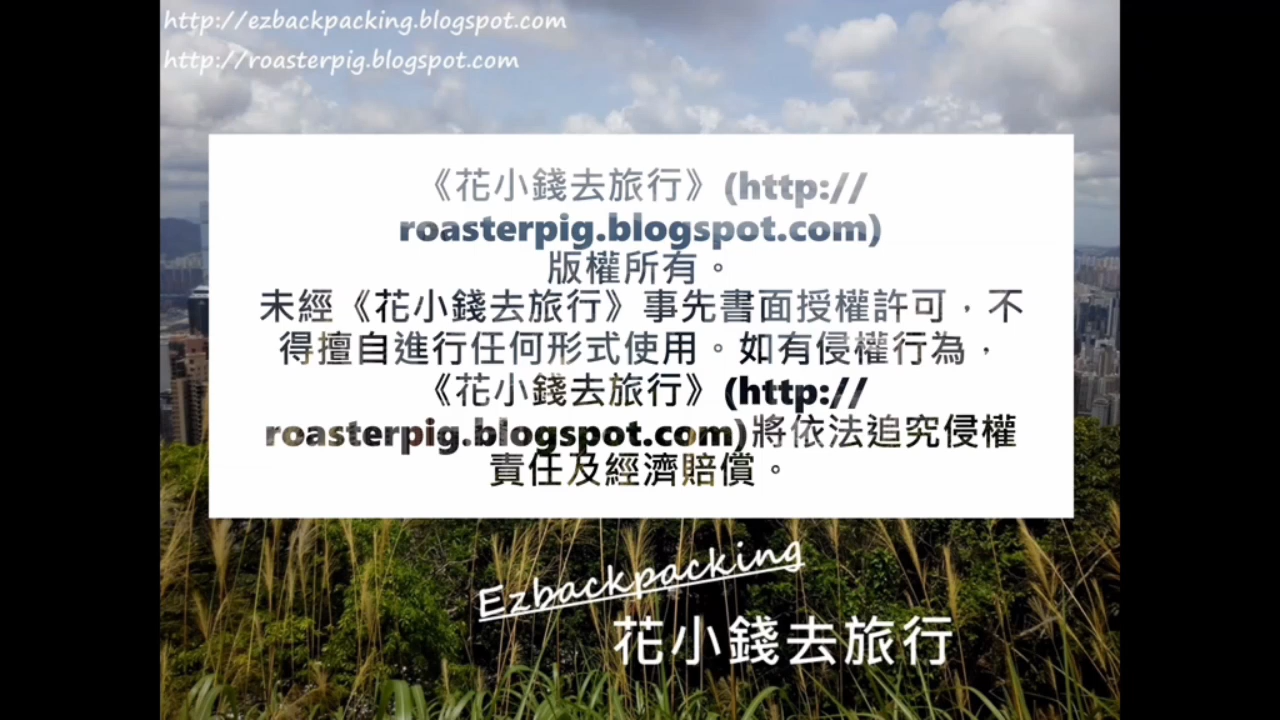 http://ezbackpacking.blogspot.com
http://roasterpig.blogspot.com
《花小錢去旅行》(http://
roasterpig.blogspot.com)
版權所有。
未經《花小錢去旅行》事先書面授權許可，不
得擅自進行任何形式使用。如有侵權行為，
《花小錢去旅行》(http://
roasterpig.blogspot.com)將依法追究侵權
責任及經濟賠償。
Ezbackpacking
花小錢去旅行